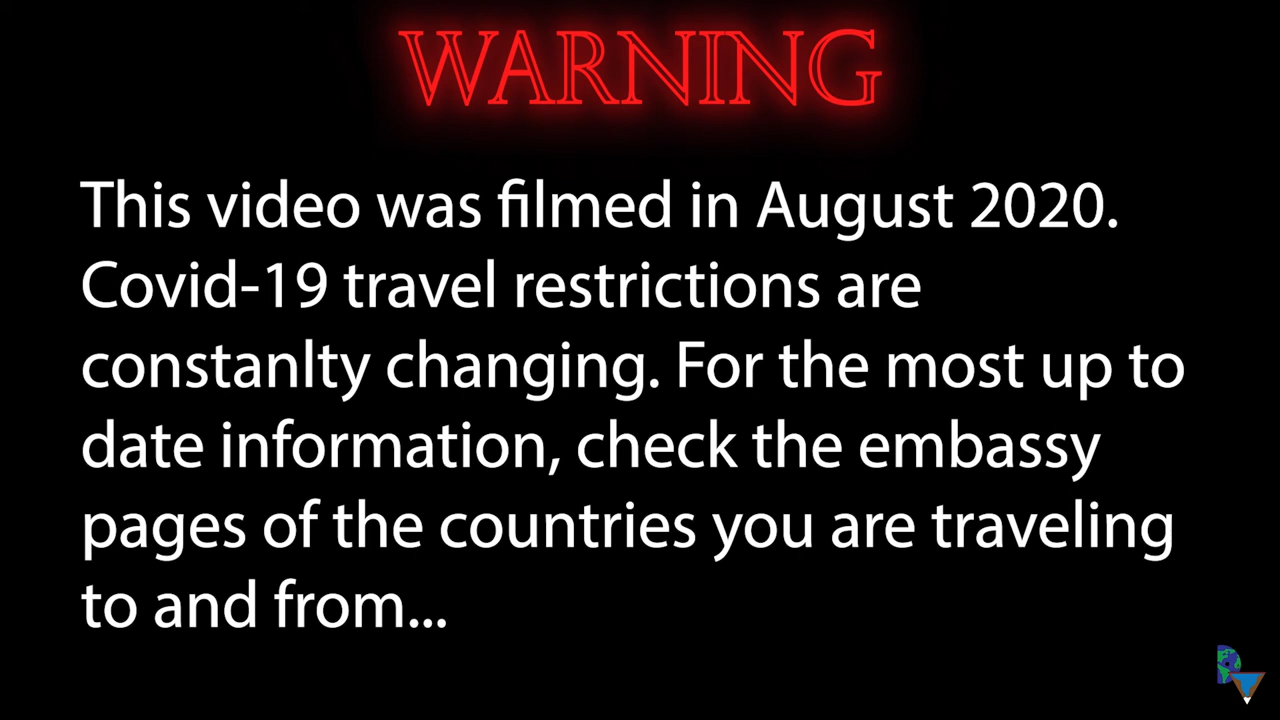 WARNING
This video was filmed in August 2020.
Covid-19 travel restrictions are
constanlty changing. For the most up to
date information, check the embassy
pages of the countries you are traveling
to and from...